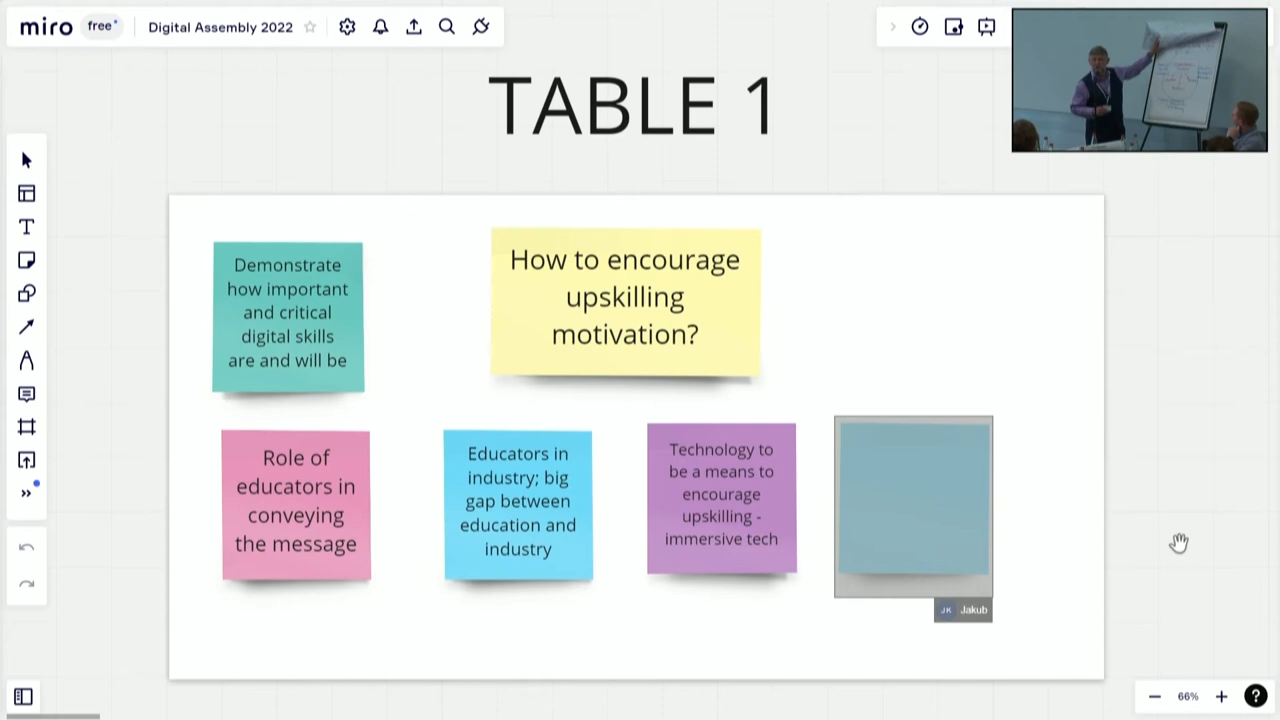 miro free Digital Assembly 2022
TABLE 1
Demonstrate
how important
and critical
digital skills
are and will be
How to encourage
upskilling
motivation?
Role of
educators in
conveying
the message
Educators in
industry; big
gap between
education and
industry
Technology to
be a means to
encourage
upskilling -
immersive tech
JK Jakub
66%